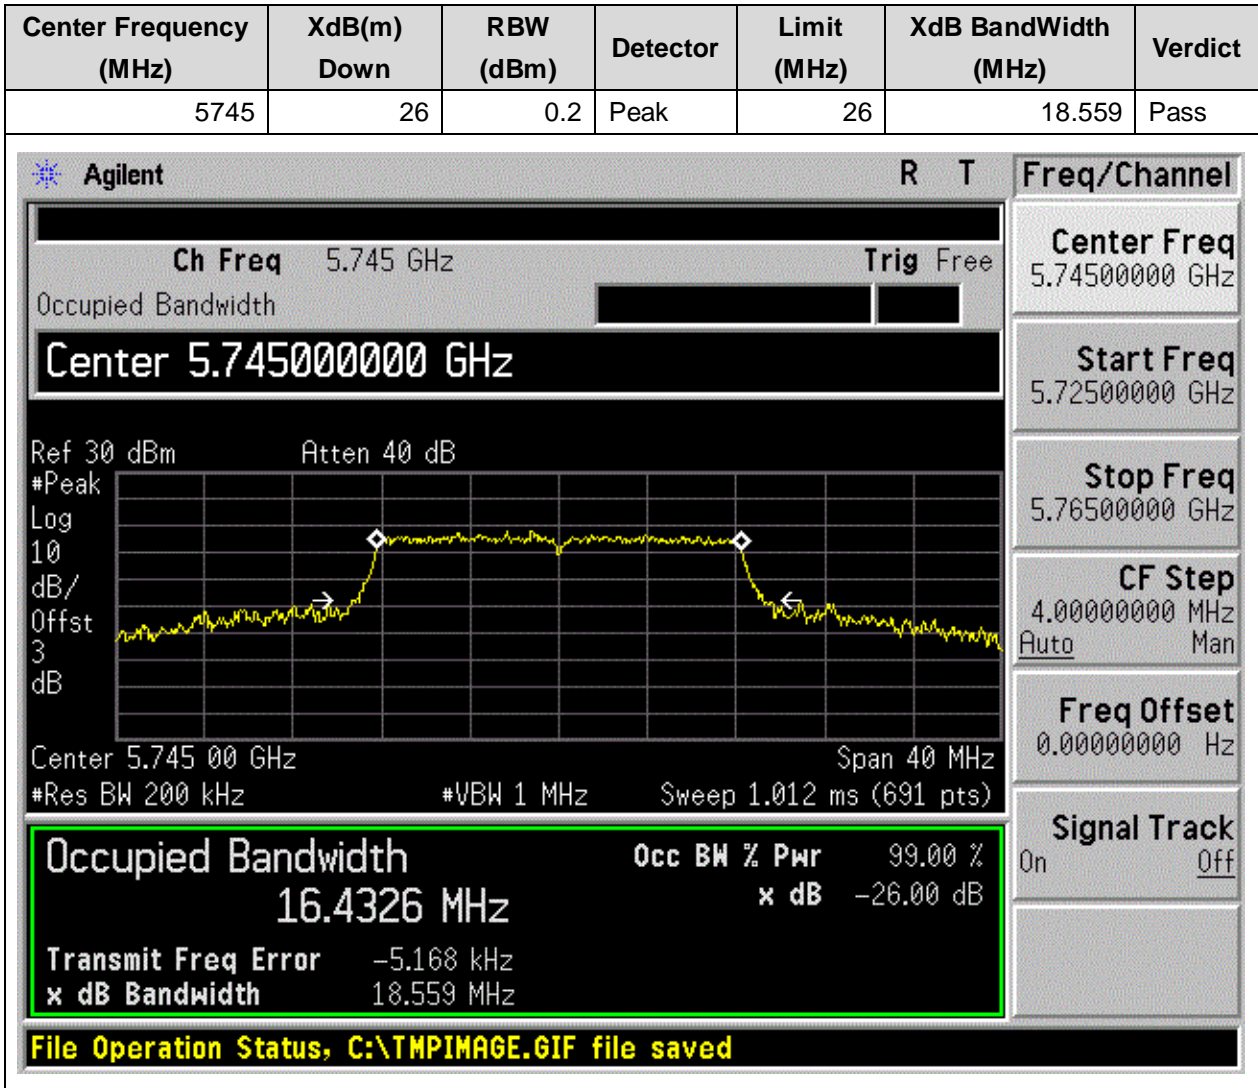 Center Frequency (MHz) XdB(m) Down RBW (dBm) Detector Limit (MHz) XdB BandWidth (MHz) Verdict
5745 26 0.2 Peak 26 18.559 Pass
Agilent R T Freq/Channel
Ch Freq 5.745 GHz Trig Free
Occupied Bandwidth
Center 5.745000000 GHz
Center Freq
5.74500000 GHz
Start Freq
5.72500000 GHz
Stop Freq
5.76500000 GHz
CF Step
4.00000000 MHz
Auto Man
Freq Offset
0.00000000 Hz
Signal Track
On Off
Ref 30 dBm Atten 40 dB
#Peak
Log
10
dB/
Offst
3
dB
Center 5.745 00 GHz Span 40 MHz
#Res BW 200 kHz #VBW 1 MHz Sweep 1.012 ms (691 pts)
Occupied Bandwidth Occ BW % Pwr 99.00 %
16.4326 MHz x dB -26.00 dB
Transmit Freq Error -5.168 kHz
x dB Bandwidth 18.559 MHz
File Operation Status, C:\TMPIMAGE.GIF file saved